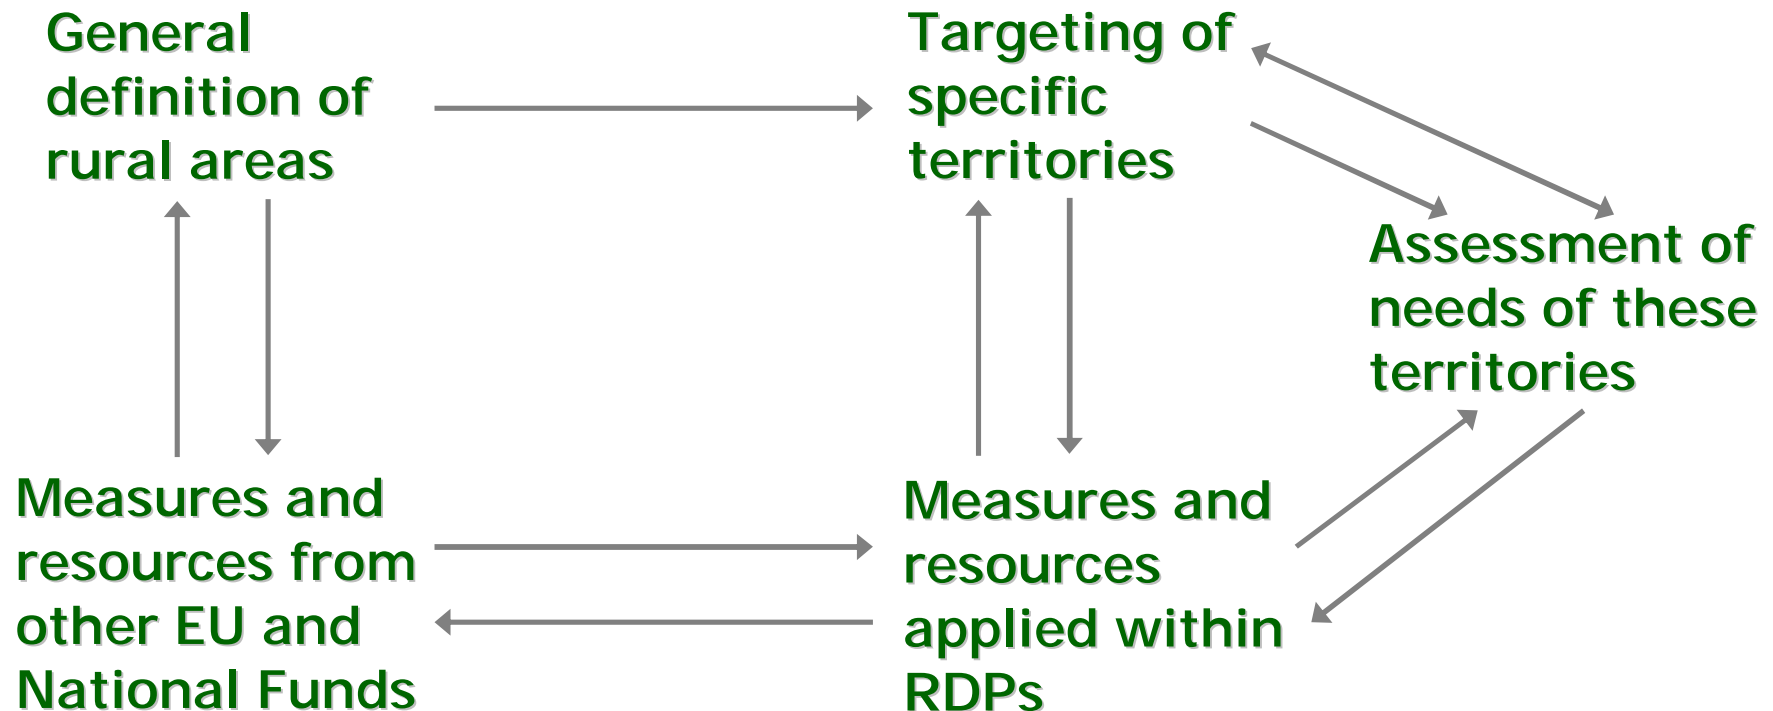 General
definition of
rural areas
Targeting of
specific
territories
Assessment of
needs of these
territories
Measures and
resources from
other EU and
National Funds
Measures and
resources
applied within
RDPs